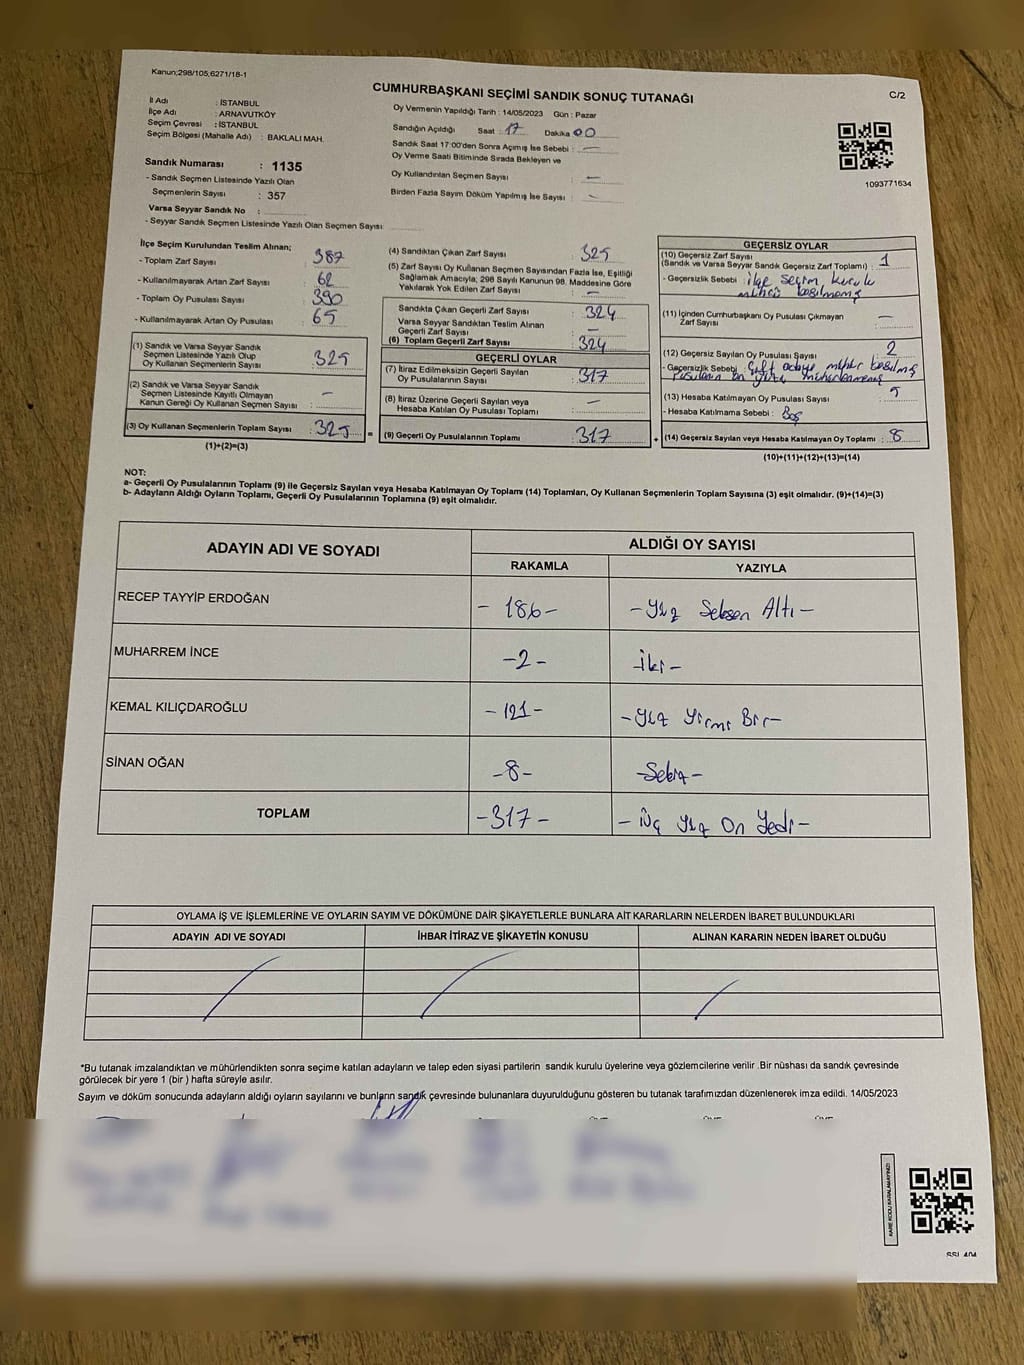 Kanun;298/105,6271/18-1
CUMHURBAŞKANI SEÇİMİ SANDIK SONUÇ TUTANAĞI
C/2
İl Adı : İSTANBUL
İlçe Adı : ARNAVUTKÖY
Seçim Çevresi : İSTANBUL
Seçim Bölgesi (Mahalle Adı) : BAKLALI MAH.
Sandık Numarası : 1135
- Sandık Seçmen Listesinde Yazılı Olan
Seçmenlerin Sayısı : 357
Varsa Seyyar Sandık No :
- Seyyar Sandık Seçmen Listesinde Yazılı Olan Seçmen Sayısı:
Oy Vermenin Yapıldığı Tarih : 14/05/2023 Gün : Pazar
Sandığın Açıldığı Saat : 17 Dakika 00
Sandık Saat 17:00'den Sonra Açımış İse Sebebi : —
Oy Verme Saati Bitiminde Sırada Bekleyen ve
Oy Kullandırılan Seçmen Sayısı : —
Birden Fazla Sayım Döküm Yapılmış İse Sayısı : —
1093771634
İlçe Seçim Kurulundan Teslim Alınan;
- Toplam Zarf Sayısı : 387
- Kullanılmayarak Artan Zarf Sayısı : 62
- Toplam Oy Pusulası Sayısı : 390
- Kullanılmayarak Artan Oy Pusulası : 65
(1) Sandık ve Varsa Seyyar Sandık
Seçmen Listesinde Yazılı Olup
Oy Kullanan Seçmenlerin Sayısı : 325
(2) Sandık ve Varsa Seyyar Sandık
Seçmen Listesinde Kayıtlı Olmayan
Kanun Gereği Oy Kullanan Seçmen Sayısı : —
(3) Oy Kullanan Seçmenlerin Toplam Sayısı : 325
(1)+(2)=(3)
(4) Sandıktan Çıkan Zarf Sayısı : 325
(5) Zarf Sayısı Oy Kullanan Seçmen Sayısından Fazla İse, Eşitliği
Sağlamak Amacıyla, 298 Sayılı Kanunun 98. Maddesine Göre
Yakılarak Yok Edilen Zarf Sayısı : —
Sandıkta Çıkan Geçerli Zarf Sayısı : 324
Varsa Seyyar Sandıktan Teslim Alınan
Geçerli Zarf Sayısı : —
(6) Toplam Geçerli Zarf Sayısı : 324
GEÇERLİ OYLAR
(7) İtiraz Edilmeksizin Geçerli Sayılan
Oy Pusulalarının Sayısı : 317
(8) İtiraz Üzerine Geçerli Sayılan veya
Hesaba Katılan Oy Pusulası Toplamı : —
= (9) Geçerli Oy Pusulalarının Toplamı : 317
GEÇERSİZ OYLAR
(10) Geçersiz Zarf Sayısı
(Sandık ve Varsa Seyyar Sandık Geçersiz Zarf Toplamı) : 1
- Geçersizlik Sebebi : ilçe seçim kurulu
mührü basılmamış
(11) İçinden Cumhurbaşkanı Oy Pusulası Çıkmayan
Zarf Sayısı : —
(12) Geçersiz Sayılan Oy Pusulası Sayısı : 2
- Geçersizlik Sebebi : Çift adaya mühür basılmış
Pusulanın ön yüzü mühürlenmemiş
(13) Hesaba Katılmayan Oy Pusulası Sayısı : 5
- Hesaba Katılmama Sebebi : Boş
+ (14) Geçersiz Sayılan veya Hesaba Katılmayan Oy Toplamı : 8
(10)+(11)+(12)+(13)=(14)
NOT:
a- Geçerli Oy Pusulalarının Toplamı (9) ile Geçersiz Sayılan veya Hesaba Katılmayan Oy Toplamı (14) Toplamları, Oy Kullanan Seçmenlerin Toplam Sayısına (3) eşit olmalıdır. (9)+(14)=(3)
b- Adayların Aldığı Oyların Toplamı, Geçerli Oy Pusulalarının Toplamına (9) eşit olmalıdır.
ADAYIN ADI VE SOYADI ALDIĞI OY SAYISI
RAKAMLA YAZIYLA
RECEP TAYYİP ERDOĞAN - 186 - - Yüz Seksen Altı -
MUHARREM İNCE - 2 - - İki -
KEMAL KILIÇDAROĞLU - 121 - - Yüz Yirmi Bir -
SİNAN OĞAN - 8 - - Sekiz -
TOPLAM - 317 - - Üç Yüz On Yedi -
OYLAMA İŞ VE İŞLEMLERİNE VE OYLARIN SAYIM VE DÖKÜMÜNE DAİR ŞİKAYETLERLE BUNLARA AİT KARARLARIN NELERDEN İBARET BULUNDUKLARI
ADAYIN ADI VE SOYADI İHBAR İTİRAZ VE ŞİKAYETİN KONUSU ALINAN KARARIN NEDEN İBARET OLDUĞU
*Bu tutanak imzalandıktan ve mühürlendikten sonra seçime katılan adayların ve talep eden siyasi partilerin sandık kurulu üyelerine veya gözlemcilerine verilir .Bir nüshası da sandık çevresinde
görülecek bir yere 1 (bir ) hafta süreyle asılır.
Sayım ve döküm sonucunda adayların aldığı oyların sayılarını ve bunların sandık çevresinde bulunanlara duyurulduğunu gösteren bu tutanak tarafımızdan düzenlenerek imza edildi. 14/05/2023
KARE KODU KARALAMAYINIZ!